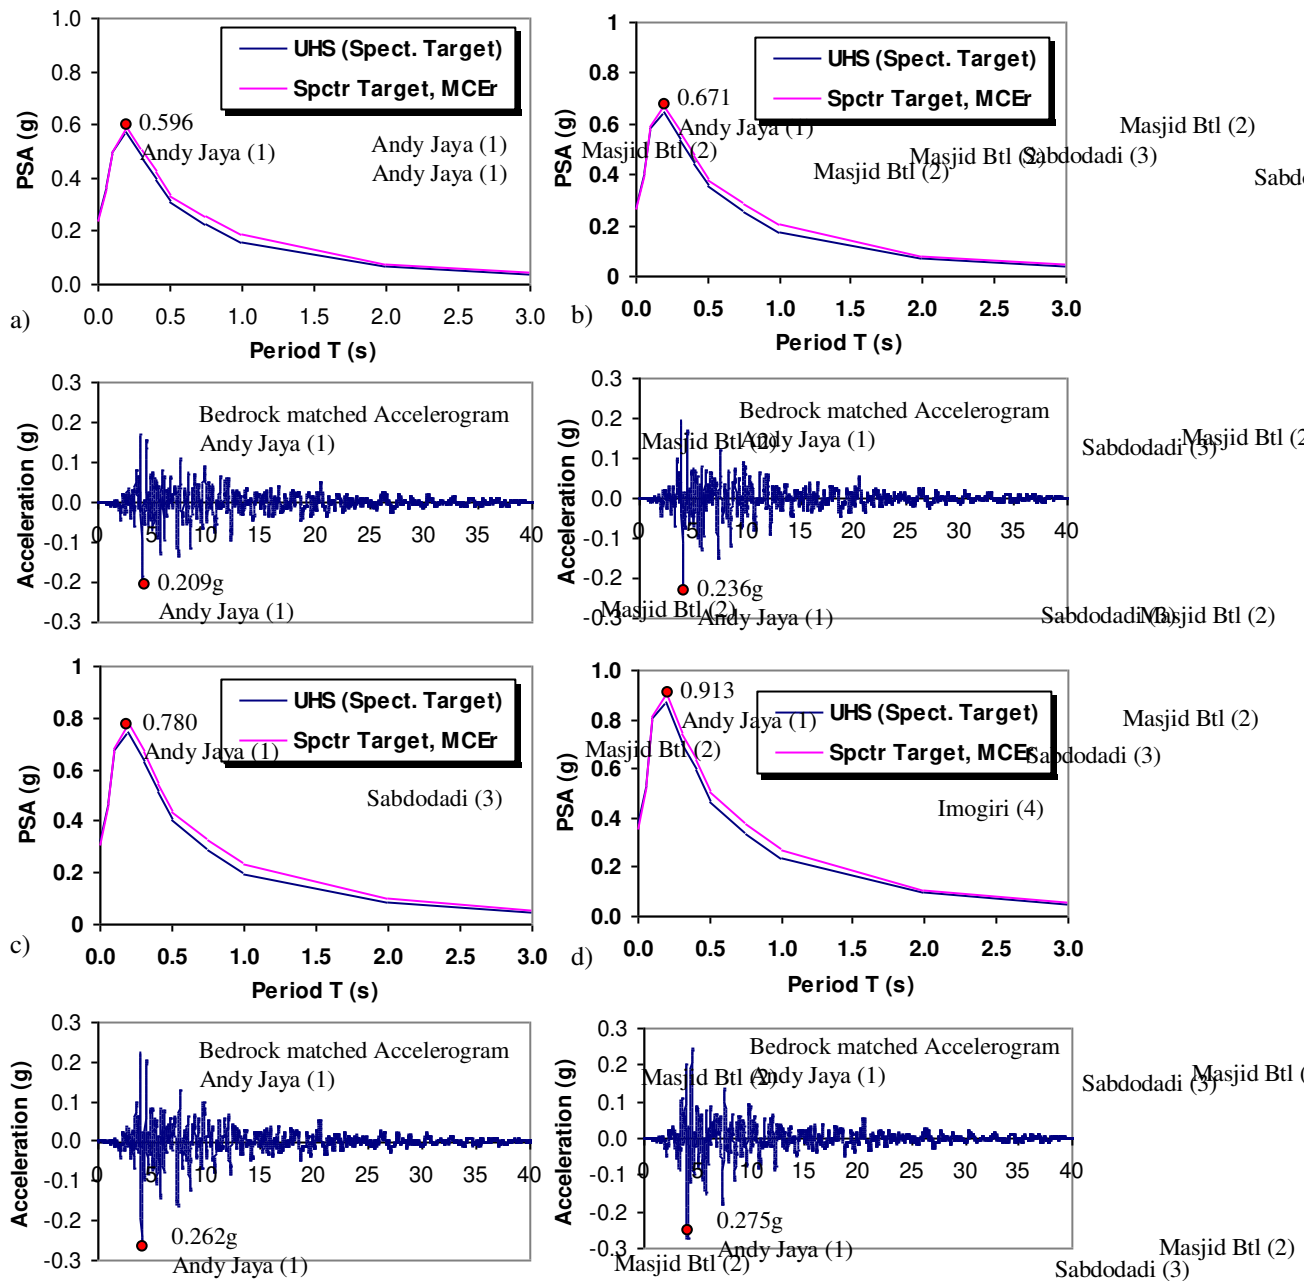 1.0
0.8
0.6
0.4
0.2
0.0
PSA (g)
UHS (Spect. Target)
Spctr Target, MCEr
0.596
Andy Jaya (1)
Andy Jaya (1)
Andy Jaya (1)
0.0 0.5 1.0 1.5 2.0 2.5 3.0
Period T (s)
a)
1
0.8
0.6
0.4
0.2
0
PSA (g)
UHS (Spect. Target)
Spctr Target, MCEr
0.671
Andy Jaya (1)
Masjid Btl (2)
Masjid Btl (2)
Masjid Btl (2)
Sabdodadi (3)
Masjid Btl (2)
Sabdo
0.0 0.5 1.0 1.5 2.0 2.5 3.0
Period T (s)
b)
0.3
0.2
0.1
0.0
-0.1
-0.2
-0.3
Acceleration (g)
Bedrock matched Accelerogram
Andy Jaya (1)
0 5 10 15 20 25 30 35 40
0.209g
Andy Jaya (1)
0.3
0.2
0.1
0.0
-0.1
-0.2
-0.3
Acceleration (g)
Bedrock matched Accelerogram
Masjid Btl (2)
Andy Jaya (1)
Sabdodadi (3)
Masjid Btl (2
0 5 10 15 20 25 30 35 40
0.236g
Masjid Btl (2)
Andy Jaya (1)
Sabdodadi (3)
Masjid Btl (2)
1
0.8
0.6
0.4
0.2
0
PSA (g)
UHS (Spect. Target)
Spctr Target, MCEr
0.780
Andy Jaya (1)
Sabdodadi (3)
0.0 0.5 1.0 1.5 2.0 2.5 3.0
Period T (s)
c)
1.0
0.8
0.6
0.4
0.2
0.0
PSA (g)
UHS (Spect. Target)
Spctr Target, MCEr
0.913
Andy Jaya (1)
Masjid Btl (2)
Masjid Btl (2)
Sabdodadi (3)
Imogiri (4)
0.0 0.5 1.0 1.5 2.0 2.5 3.0
Period T (s)
d)
0.3
0.2
0.1
0.0
-0.1
-0.2
-0.3
Acceleration (g)
Bedrock matched Accelerogram
Andy Jaya (1)
0 5 10 15 20 25 30 35 40
0.262g
Andy Jaya (1)
0.3
0.2
0.1
0.0
-0.1
-0.2
-0.3
Acceleration (g)
Bedrock matched Accelerogram
Masjid Btl (2)
Andy Jaya (1)
Sabdodadi (3)
Masjid Btl (
0 5 10 15 20 25 30 35 40
0.275g
Andy Jaya (1)
Masjid Btl (2)
Masjid Btl (2)
Sabdodadi (3)